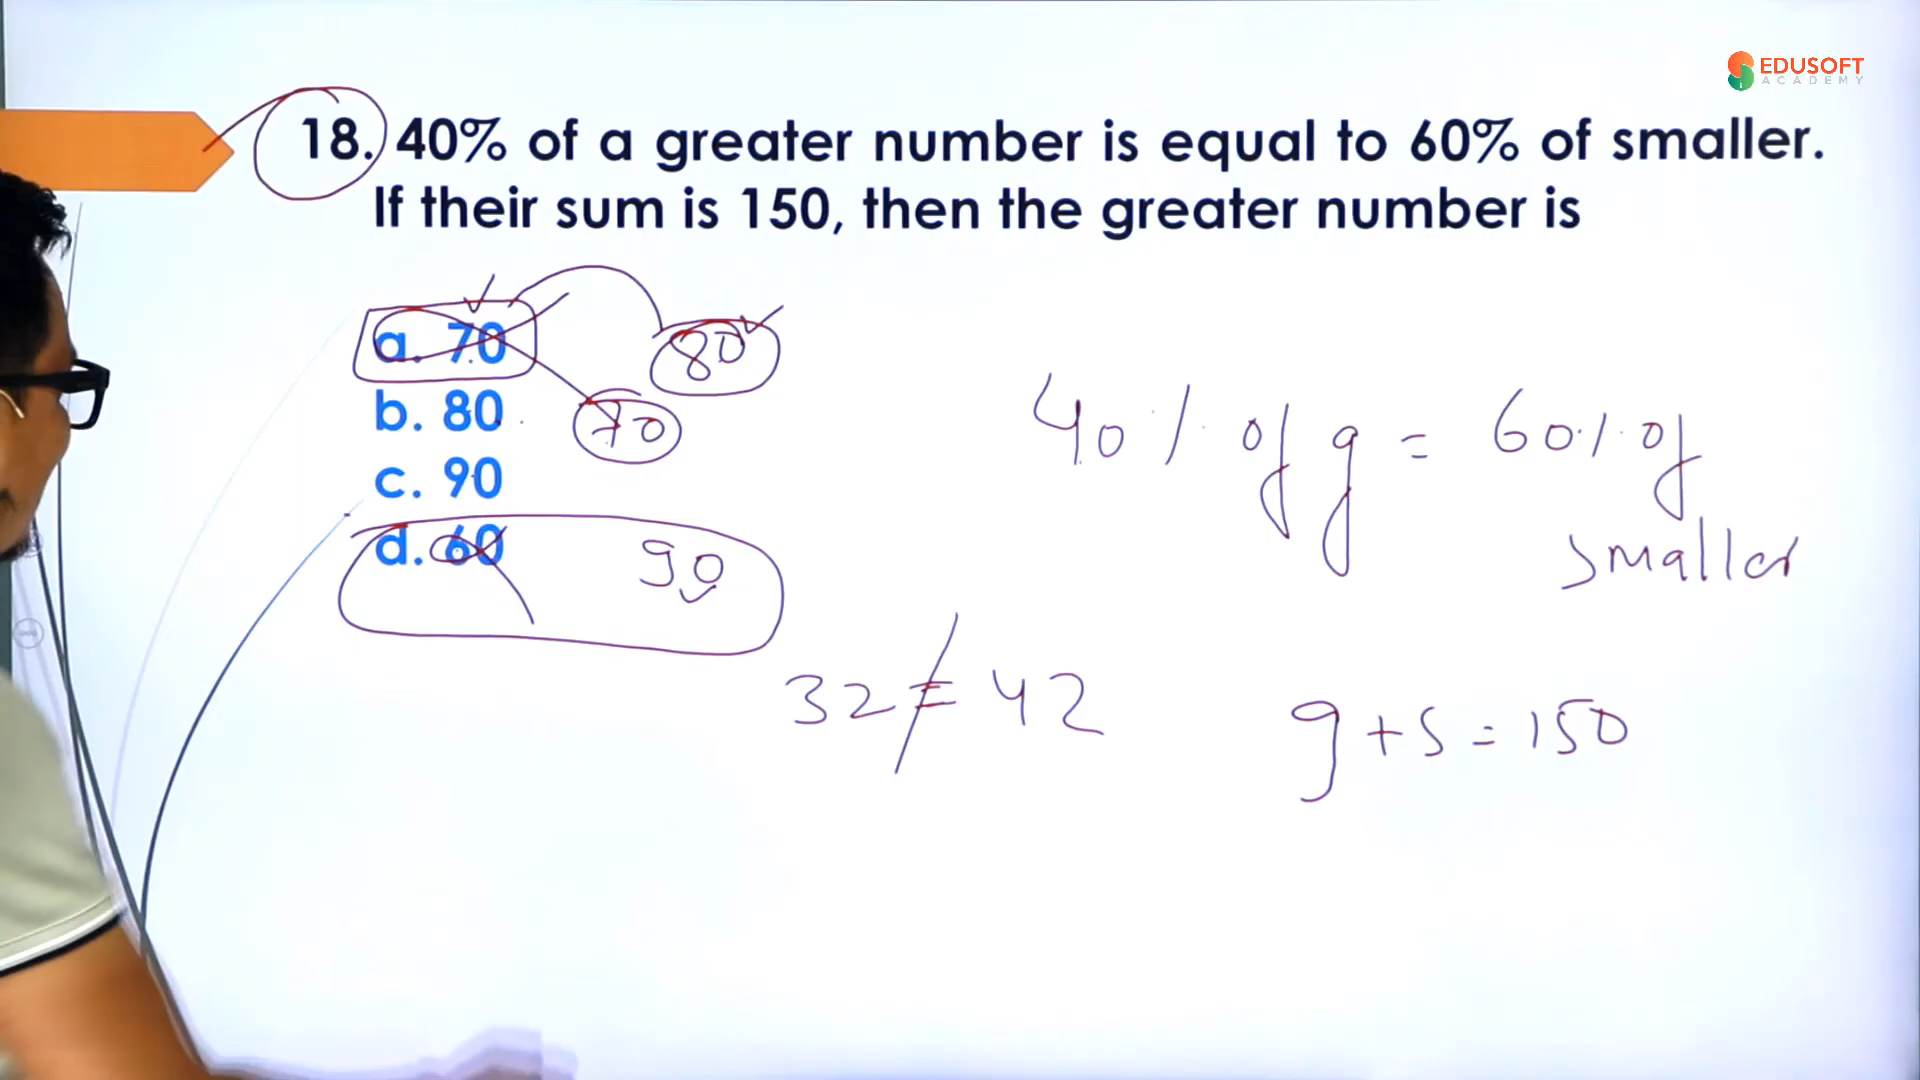 EDUSOFT
ACADEMY
18. 40% of a greater number is equal to 60% of smaller.
If their sum is 150, then the greater number is
a. 70
80
b. 80
70
c. 90
d. 60
90
40% of g = 60% of
smaller
32 ≠ 42
g + s = 150